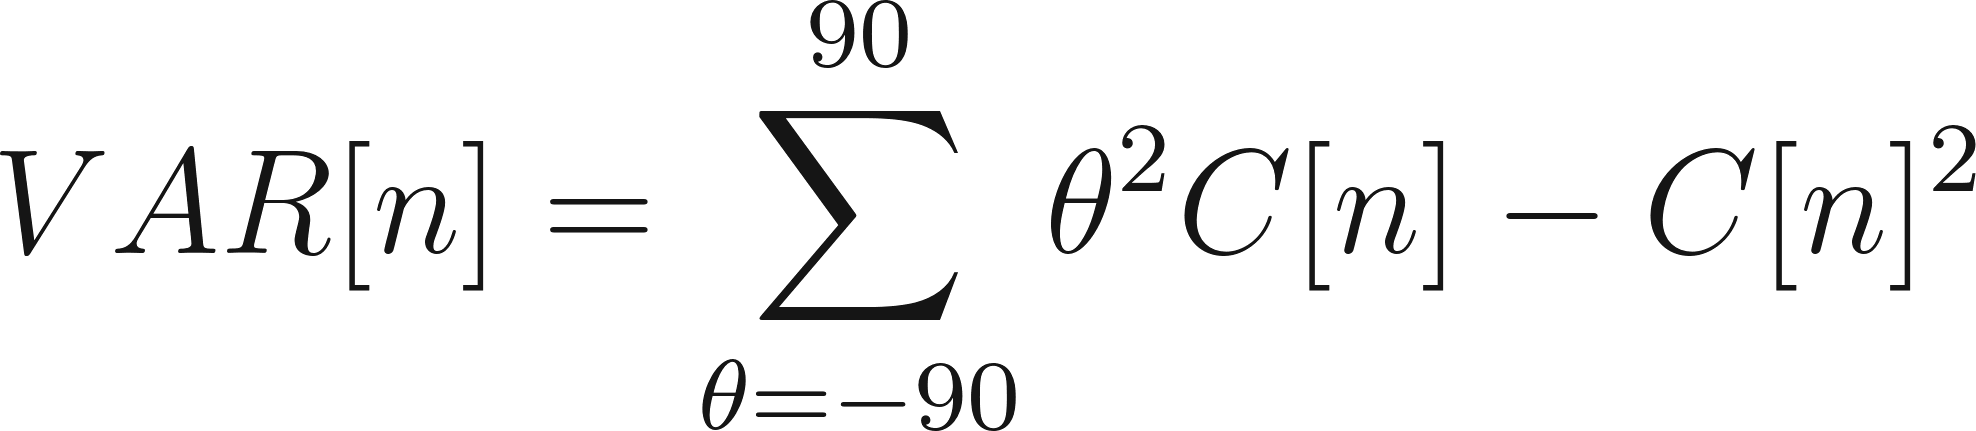 VAR[n] = \sum_{\theta=-90}^{90} \theta^2 C[n] - C[n]^2